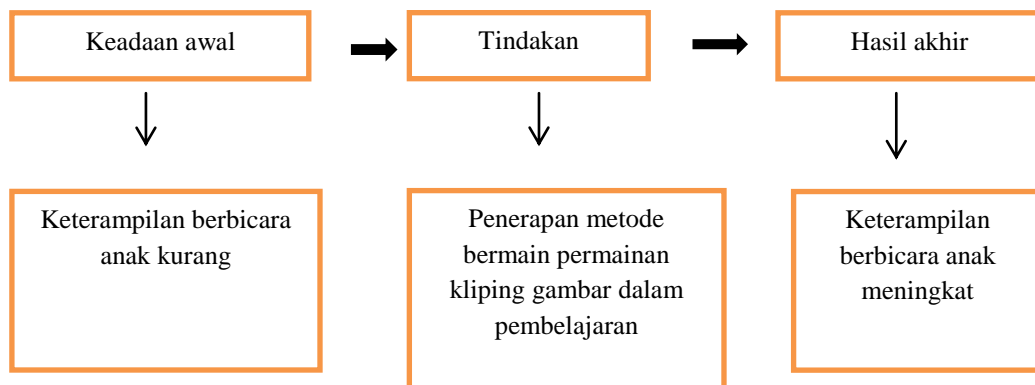 Keadaan awal
Tindakan
Hasil akhir
Keterampilan berbicara
anak kurang
Penerapan metode
bermain permainan
kliping gambar dalam
pembelajaran
Keterampilan
berbicara anak
meningkat